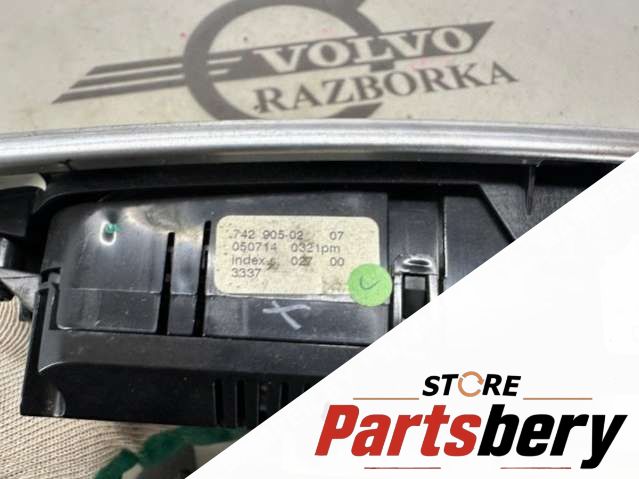 VOLVO
RAZBORKA
742 905-02 07
050714 0321pm
index c 027 00
3337
STORE
Partsbery